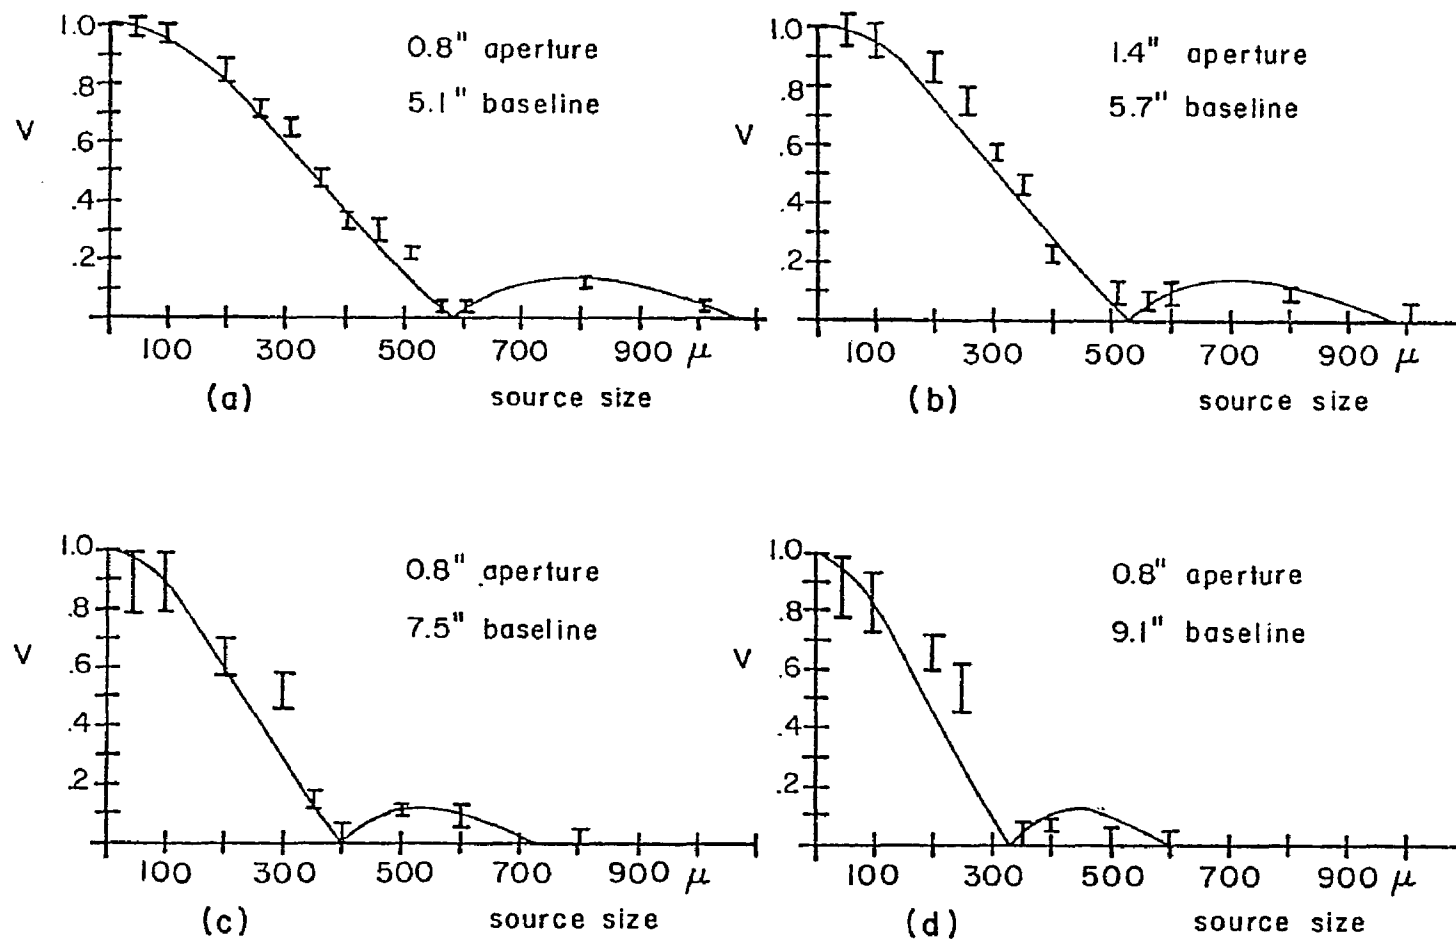 1.0
.8
.6
.4
.2
V
0.8" aperture
5.1" baseline
100 300 500 700 900 μ
(a) source size
1.0
.8
.6
.4
.2
V
1.4" aperture
5.7" baseline
100 300 500 700 900 μ
(b) source size
1.0
.8
.6
.4
.2
V
0.8" aperture
7.5" baseline
100 300 500 700 900 μ
(c) source size
1.0
.8
.6
.4
.2
V
0.8" aperture
9.1" baseline
100 300 500 700 900 μ
(d) source size